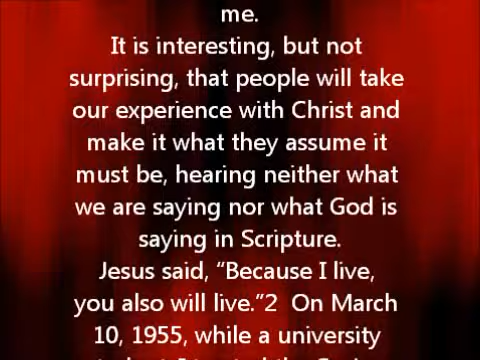 me.
It is interesting, but not
surprising, that people will take
our experience with Christ and
make it what they assume it
must be, hearing neither what
we are saying nor what God is
saying in Scripture.
Jesus said, “Because I live,
you also will live.”2  On March
10, 1955, while a university